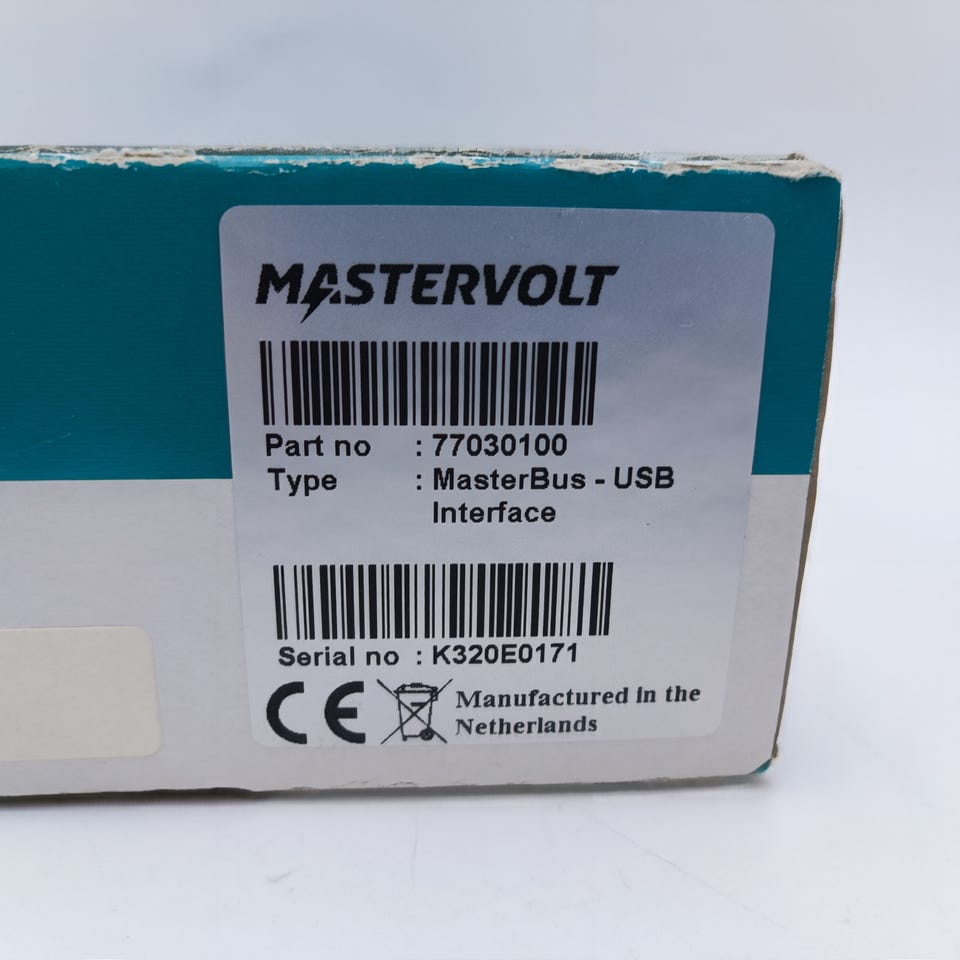 MASTERVOLT
Part no : 77030100
Type : MasterBus - USB
Interface
Serial no : K320E0171
CE Manufactured in the
Netherlands